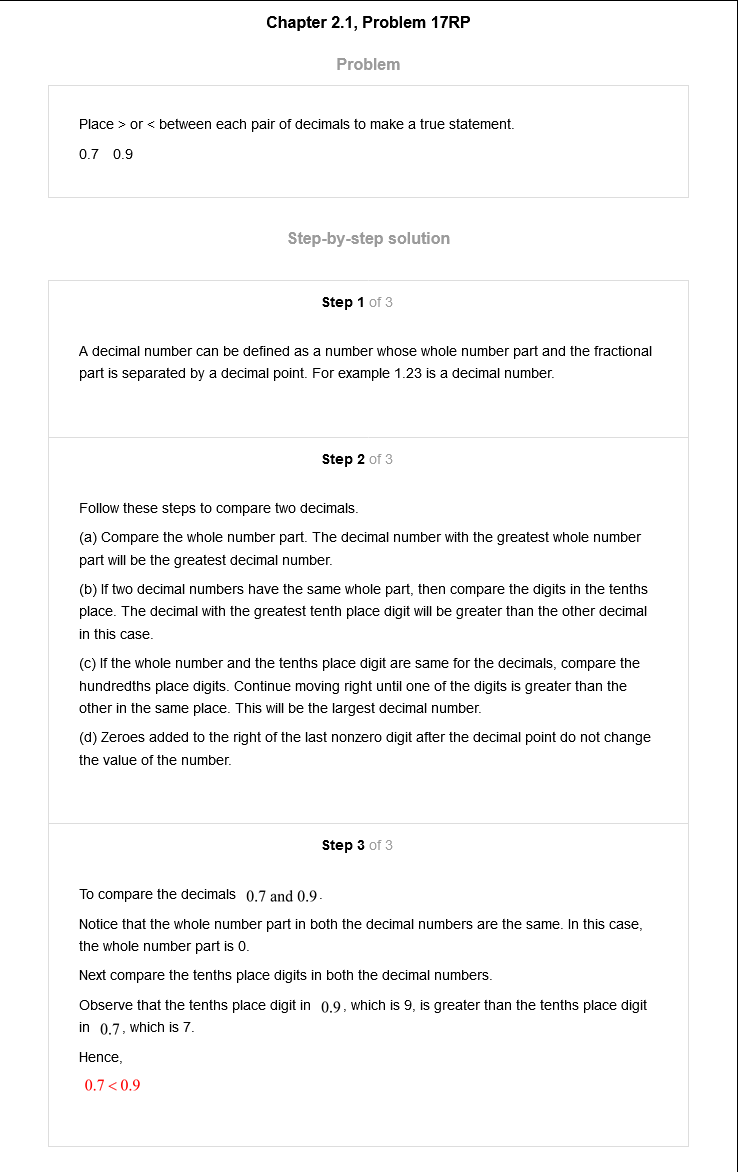 Chapter 2.1, Problem 17RP
Problem
Place > or < between each pair of decimals to make a true statement.
0.7 0.9
Step-by-step solution
Step 1 of 3
A decimal number can be defined as a number whose whole number part and the fractional
part is separated by a decimal point. For example 1.23 is a decimal number.
Step 2 of 3
Follow these steps to compare two decimals.
(a) Compare the whole number part. The decimal number with the greatest whole number
part will be the greatest decimal number.
(b) If two decimal numbers have the same whole part, then compare the digits in the tenths
place. The decimal with the greatest tenth place digit will be greater than the other decimal
in this case.
(c) If the whole number and the tenths place digit are same for the decimals, compare the
hundredths place digits. Continue moving right until one of the digits is greater than the
other in the same place. This will be the largest decimal number.
(d) Zeroes added to the right of the last nonzero digit after the decimal point do not change
the value of the number.
Step 3 of 3
To compare the decimals 0.7 and 0.9.
Notice that the whole number part in both the decimal numbers are the same. In this case,
the whole number part is 0.
Next compare the tenths place digits in both the decimal numbers.
Observe that the tenths place digit in 0.9, which is 9, is greater than the tenths place digit
in 0.7, which is 7.
Hence,
0.7 < 0.9